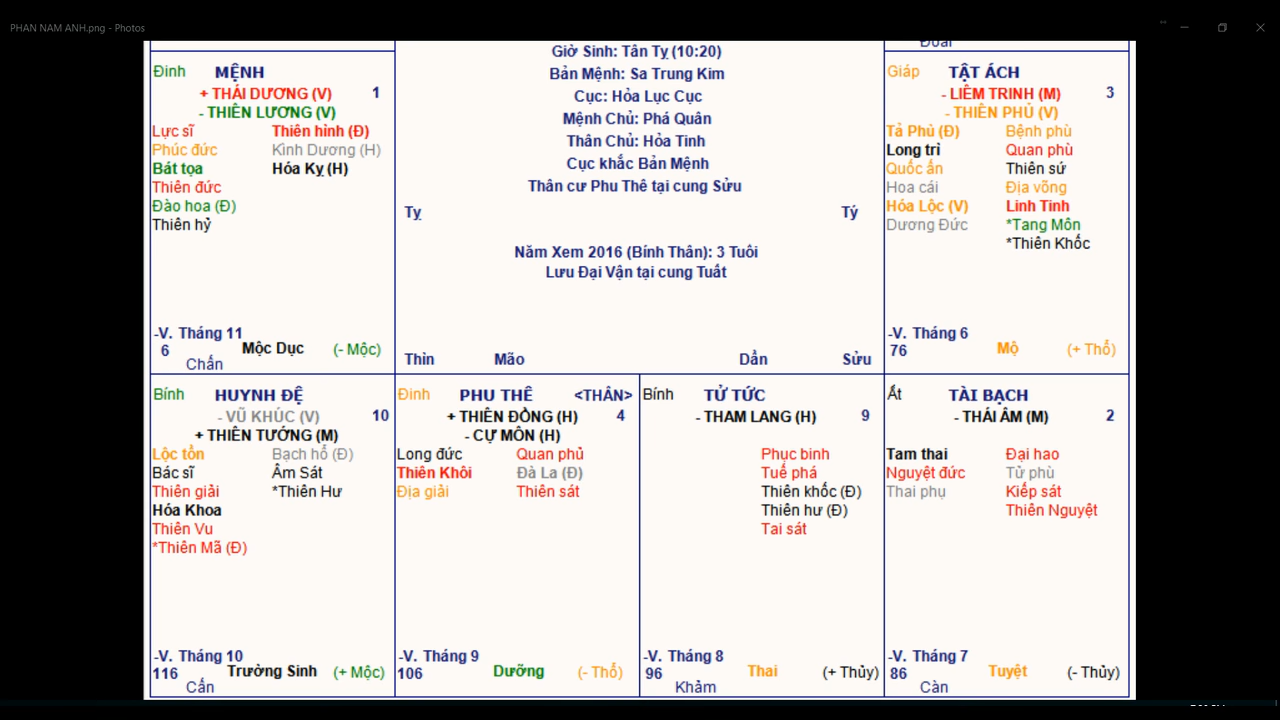 PHAN NAM ANH.png - Photos
Đoài
Giờ Sinh: Tân Tỵ (10:20)
Bản Mệnh: Sa Trung Kim
Cục: Hỏa Lục Cục
Mệnh Chủ: Phá Quân
Thân Chủ: Hỏa Tinh
Cục khắc Bản Mệnh
Thân cư Phu Thê tại cung Sửu
Tỵ Tý
Năm Xem 2016 (Bính Thân): 3 Tuổi
Lưu Đại Vận tại cung Tuất
Thìn Mão Dần Sửu
Đinh MỆNH
+ THÁI DƯƠNG (V) 1
- THIÊN LƯƠNG (V)
Lực sĩ Thiên hình (Đ)
Phúc đức Kình Dương (H)
Bát tọa Hóa Kỵ (H)
Thiên đức
Đào hoa (Đ)
Thiên hỷ
-V. Tháng 11
6 Mộc Dục (- Mộc)
Chấn
Giáp TẬT ÁCH
- LIÊM TRINH (M) 3
- THIÊN PHỦ (V)
Tả Phù (Đ) Bệnh phù
Long trì Quan phù
Quốc ấn Thiên sứ
Hoa cái Địa võng
Hóa Lộc (V) Linh Tinh
Dương Đức *Tang Môn
*Thiên Khốc
-V. Tháng 6
76 Mộ (+ Thổ)
Bính HUYNH ĐỆ
- VŨ KHÚC (V) 10
+ THIÊN TƯỚNG (M)
Lộc tồn Bạch hổ (Đ)
Bác sĩ Âm Sát
Thiên giải *Thiên Hư
Hóa Khoa
Thiên Vu
*Thiên Mã (Đ)
-V. Tháng 10
116 Trường Sinh (+ Mộc)
Cấn
Đinh PHU THÊ <THÂN>
+ THIÊN ĐỒNG (H) 4
- CỰ MÔN (H)
Long đức Quan phủ
Thiên Khôi Đà La (Đ)
Địa giải Thiên sát
-V. Tháng 9
106 Dưỡng (- Thổ)
Bính TỬ TỨC
- THAM LANG (H) 9
Phục binh
Tuế phá
Thiên khốc (Đ)
Thiên hư (Đ)
Tai sát
-V. Tháng 8
96 Thai (+ Thủy)
Khảm
Ất TÀI BẠCH
- THÁI ÂM (M) 2
Tam thai Đại hao
Nguyệt đức Tử phù
Thai phụ Kiếp sát
Thiên Nguyệt
-V. Tháng 7
86 Tuyệt (- Thủy)
Càn